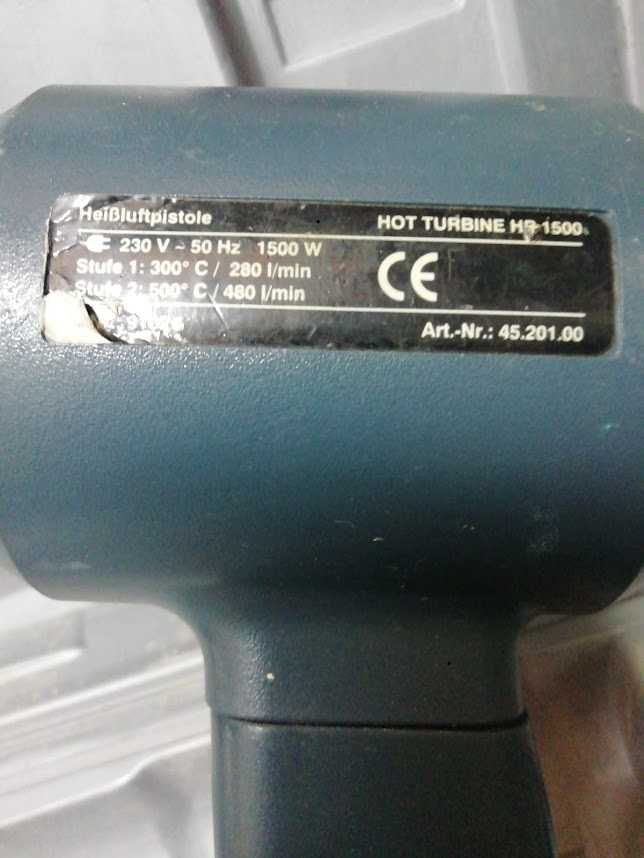 Heißluftpistole
HOT TURBINE HP 1500
230 V ~ 50 Hz 1500 W
Stufe 1: 300° C / 280 l/min
Stufe 2: 500° C / 480 l/min
CE
Art.-Nr.: 45.201.00